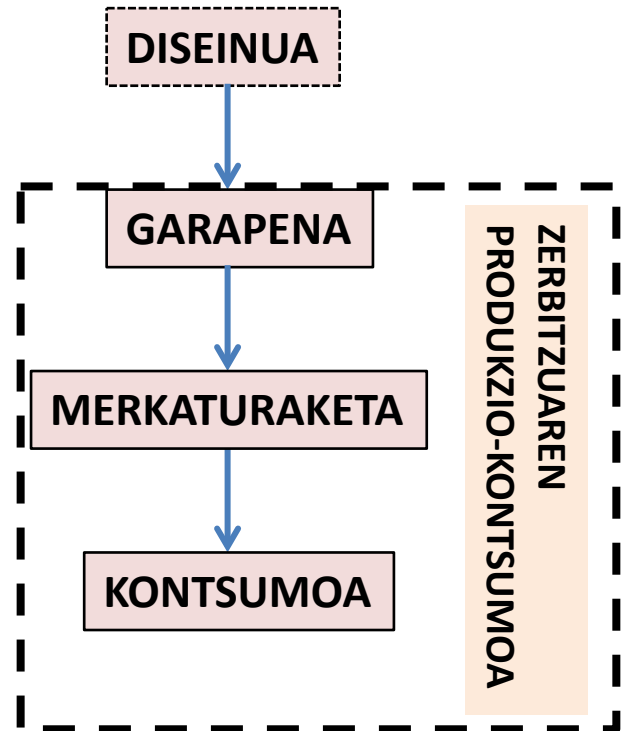 DISEINUA
GARAPENA
MERKATURAKETA
KONTSUMOA
ZERBITZUAREN
PRODUKZIO-KONTSUMOA